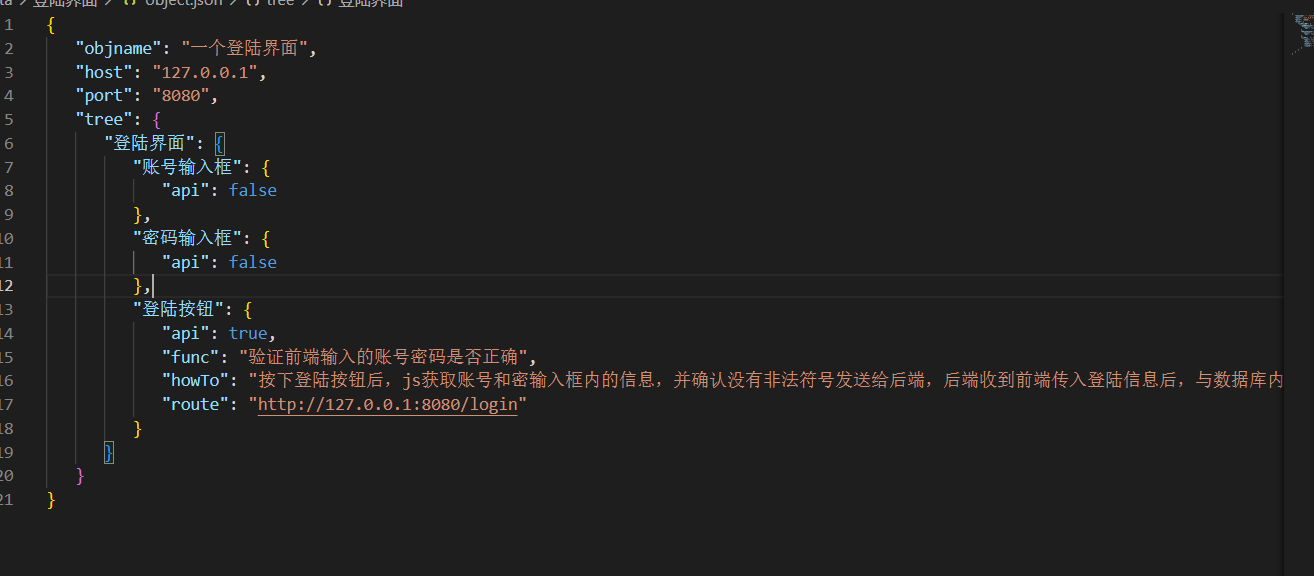 登陆界面 > {} object.json > {} tree > {} 登陆界面
1 {
2 "objname": "一个登陆界面",
3 "host": "127.0.0.1",
4 "port": "8080",
5 "tree": {
6 "登陆界面": {
7 "账号输入框": {
8 "api": false
9 },
10 "密码输入框": {
11 "api": false
12 },
13 "登陆按钮": {
14 "api": true,
15 "func": "验证前端输入的账号密码是否正确",
16 "howTo": "按下登陆按钮后，js获取账号和密输入框内的信息，并确认没有非法符号发送给后端，后端收到前端传入登陆信息后，与数据库内
17 "route": "http://127.0.0.1:8080/login"
18 }
19 }
20 }
21 }